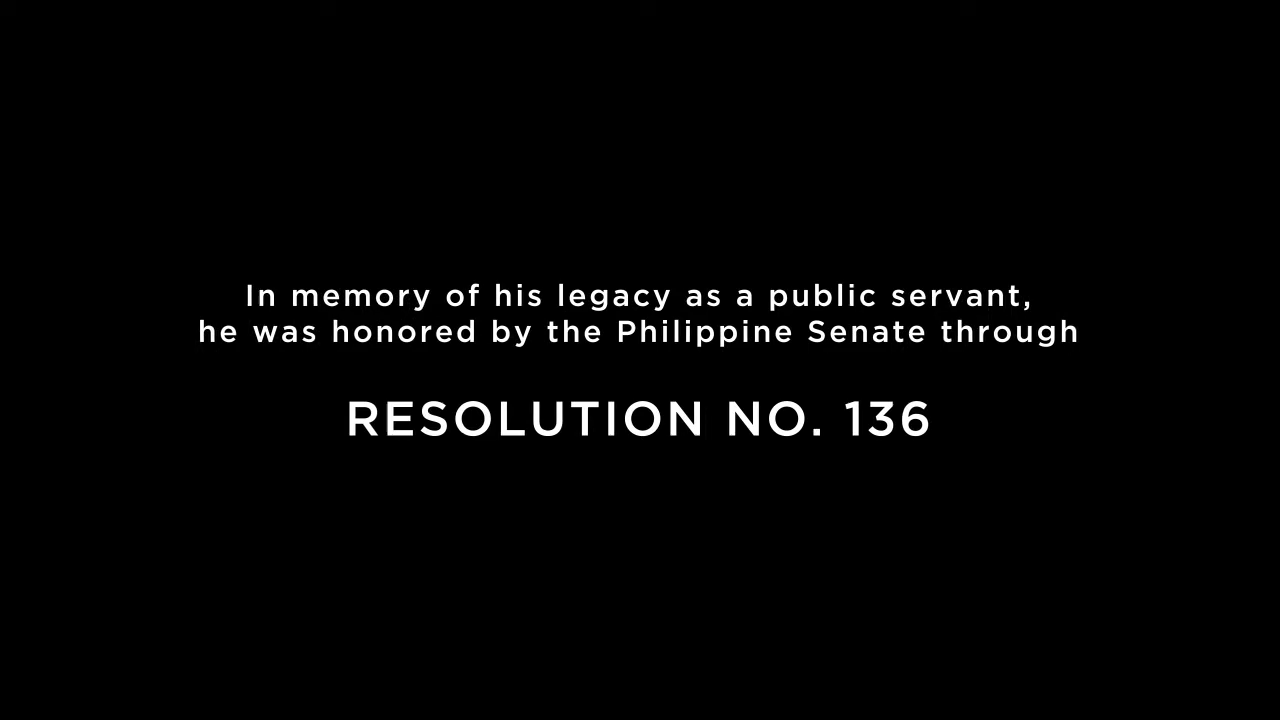 In memory of his legacy as a public servant,
he was honored by the Philippine Senate through
RESOLUTION NO. 136